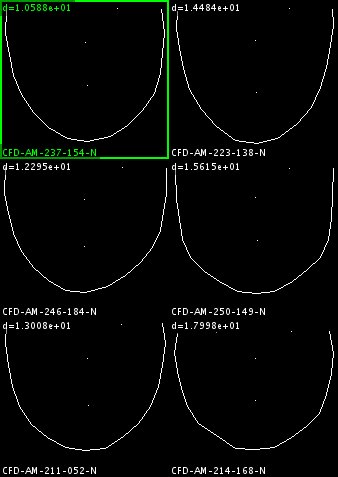 d=1.0588e+01
d=1.4484e+01
CFD-AM-237-154-N
CFD-AM-223-138-N
d=1.2295e+01
d=1.5615e+01
CFD-AM-246-184-N
CFD-AM-250-149-N
d=1.3008e+01
d=1.7998e+01
CFD-AM-211-052-N
CFD-AM-214-168-N